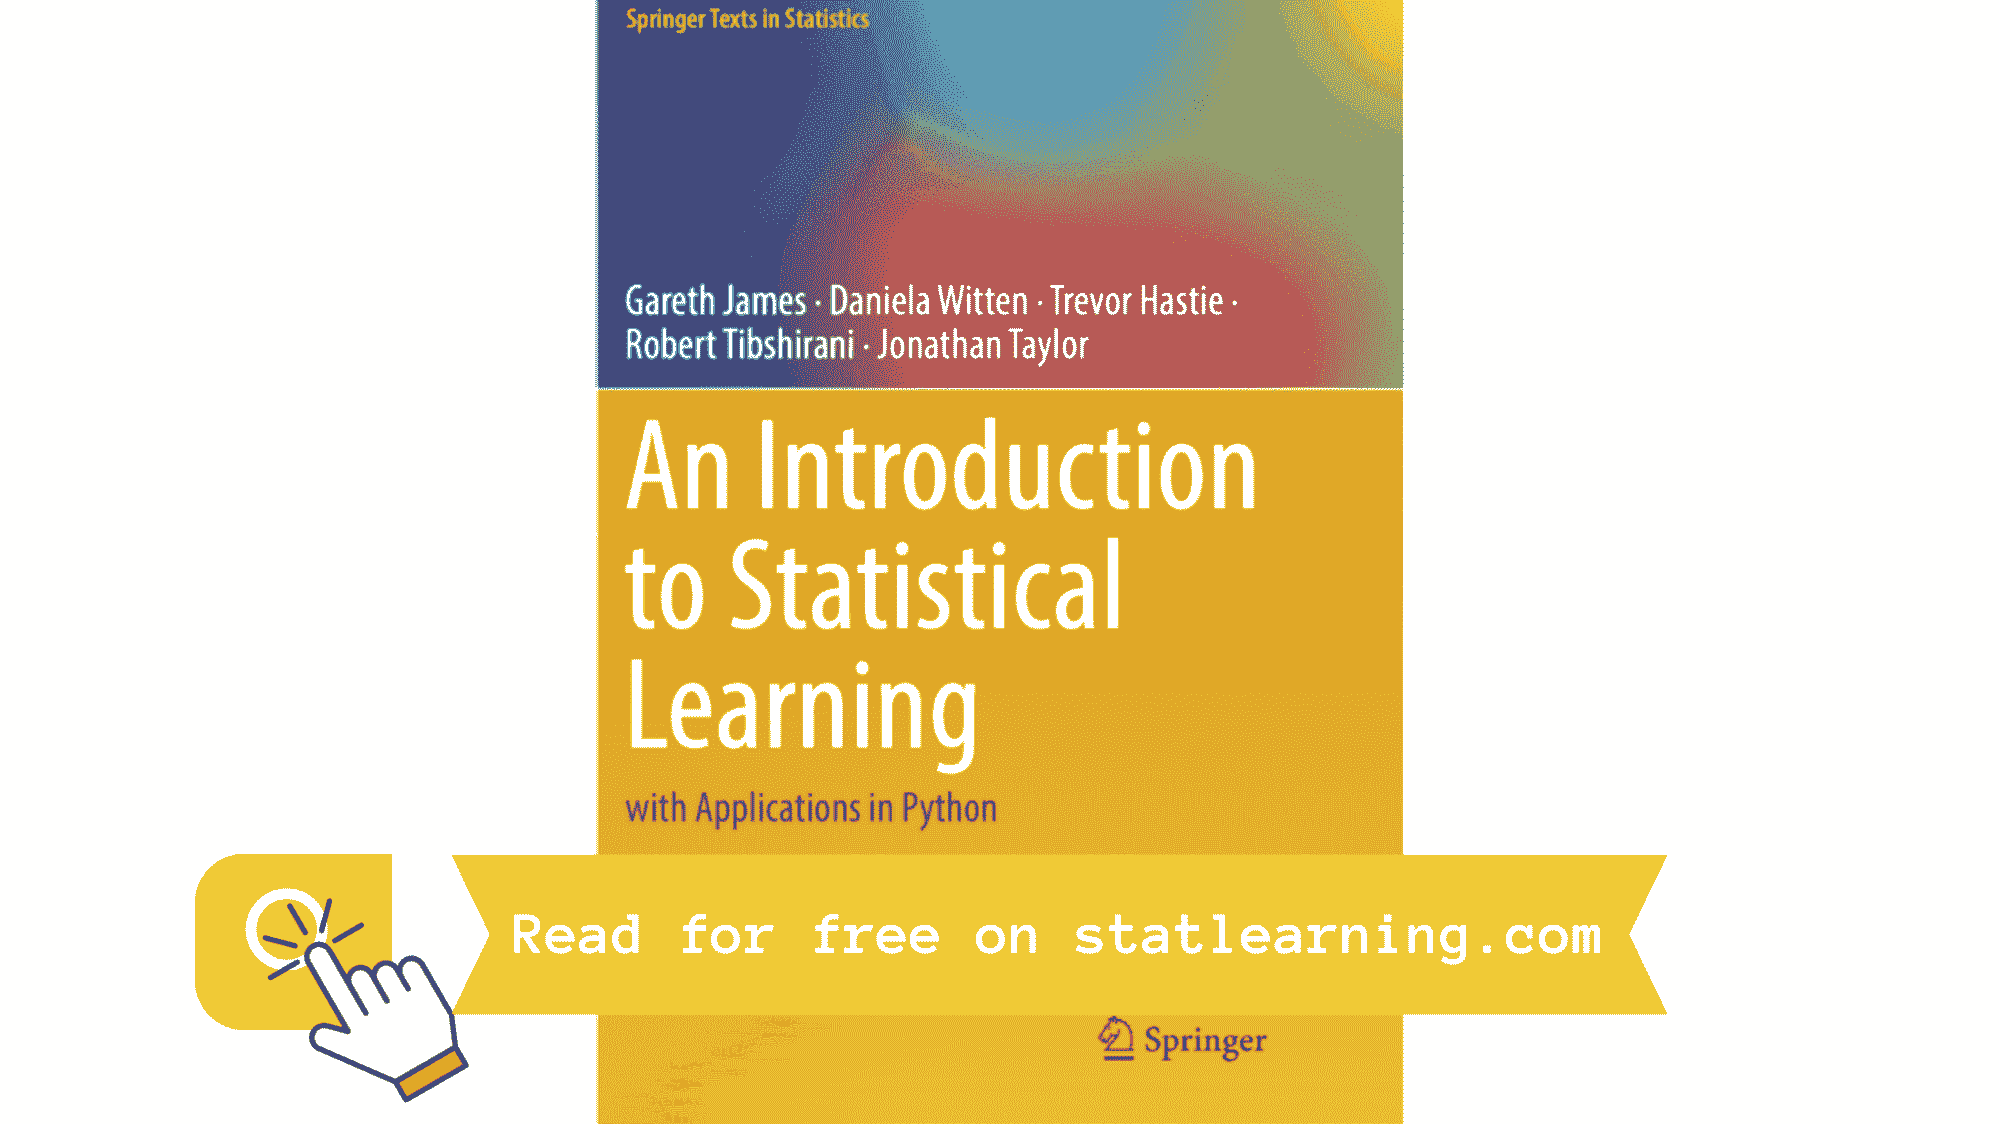 Springer Texts in Statistics
Gareth James · Daniela Witten · Trevor Hastie ·
Robert Tibshirani · Jonathan Taylor
An Introduction
to Statistical
Learning
with Applications in Python
Read for free on statlearning.com
Springer